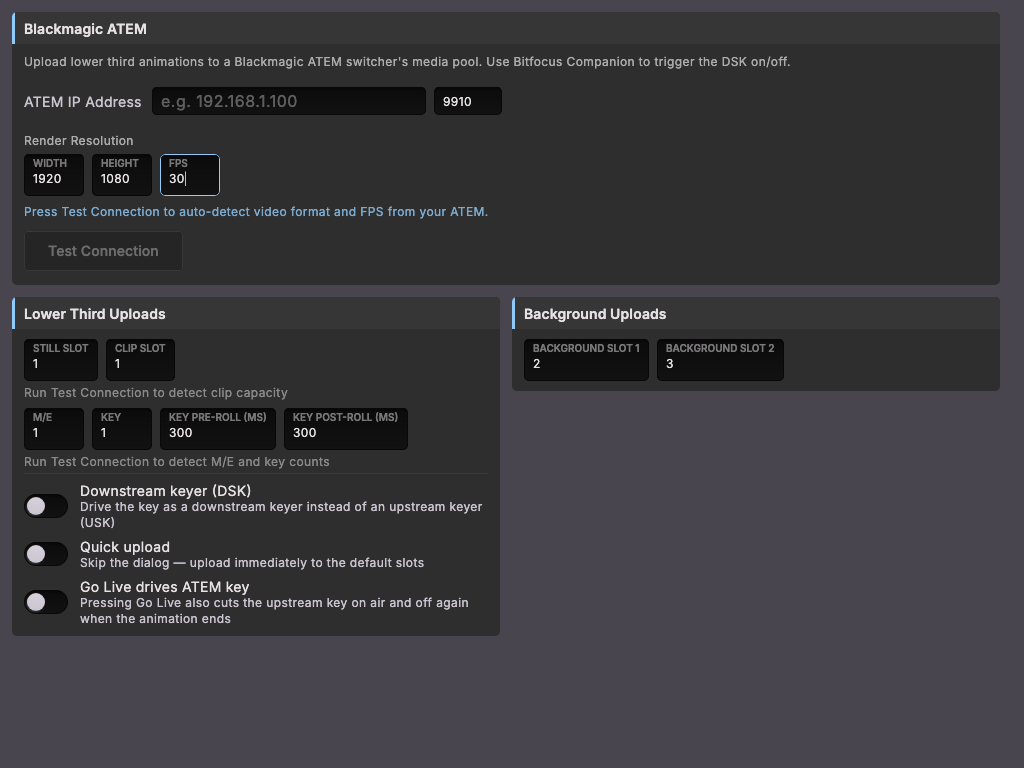 Blackmagic ATEM
Upload lower third animations to a Blackmagic ATEM switcher's media pool. Use Bitfocus Companion to trigger the DSK on/off.
ATEM IP Address e.g. 192.168.1.100 9910
Render Resolution
WIDTH HEIGHT FPS
1920 1080 30
Press Test Connection to auto-detect video format and FPS from your ATEM.
Test Connection
Lower Third Uploads
STILL SLOT CLIP SLOT
1 1
Run Test Connection to detect clip capacity
M/E KEY KEY PRE-ROLL (MS) KEY POST-ROLL (MS)
1 1 300 300
Run Test Connection to detect M/E and key counts
Downstream keyer (DSK)
Drive the key as a downstream keyer instead of an upstream keyer
(USK)
Quick upload
Skip the dialog — upload immediately to the default slots
Go Live drives ATEM key
Pressing Go Live also cuts the upstream key on air and off again
when the animation ends
Background Uploads
BACKGROUND SLOT 1 BACKGROUND SLOT 2
2 3